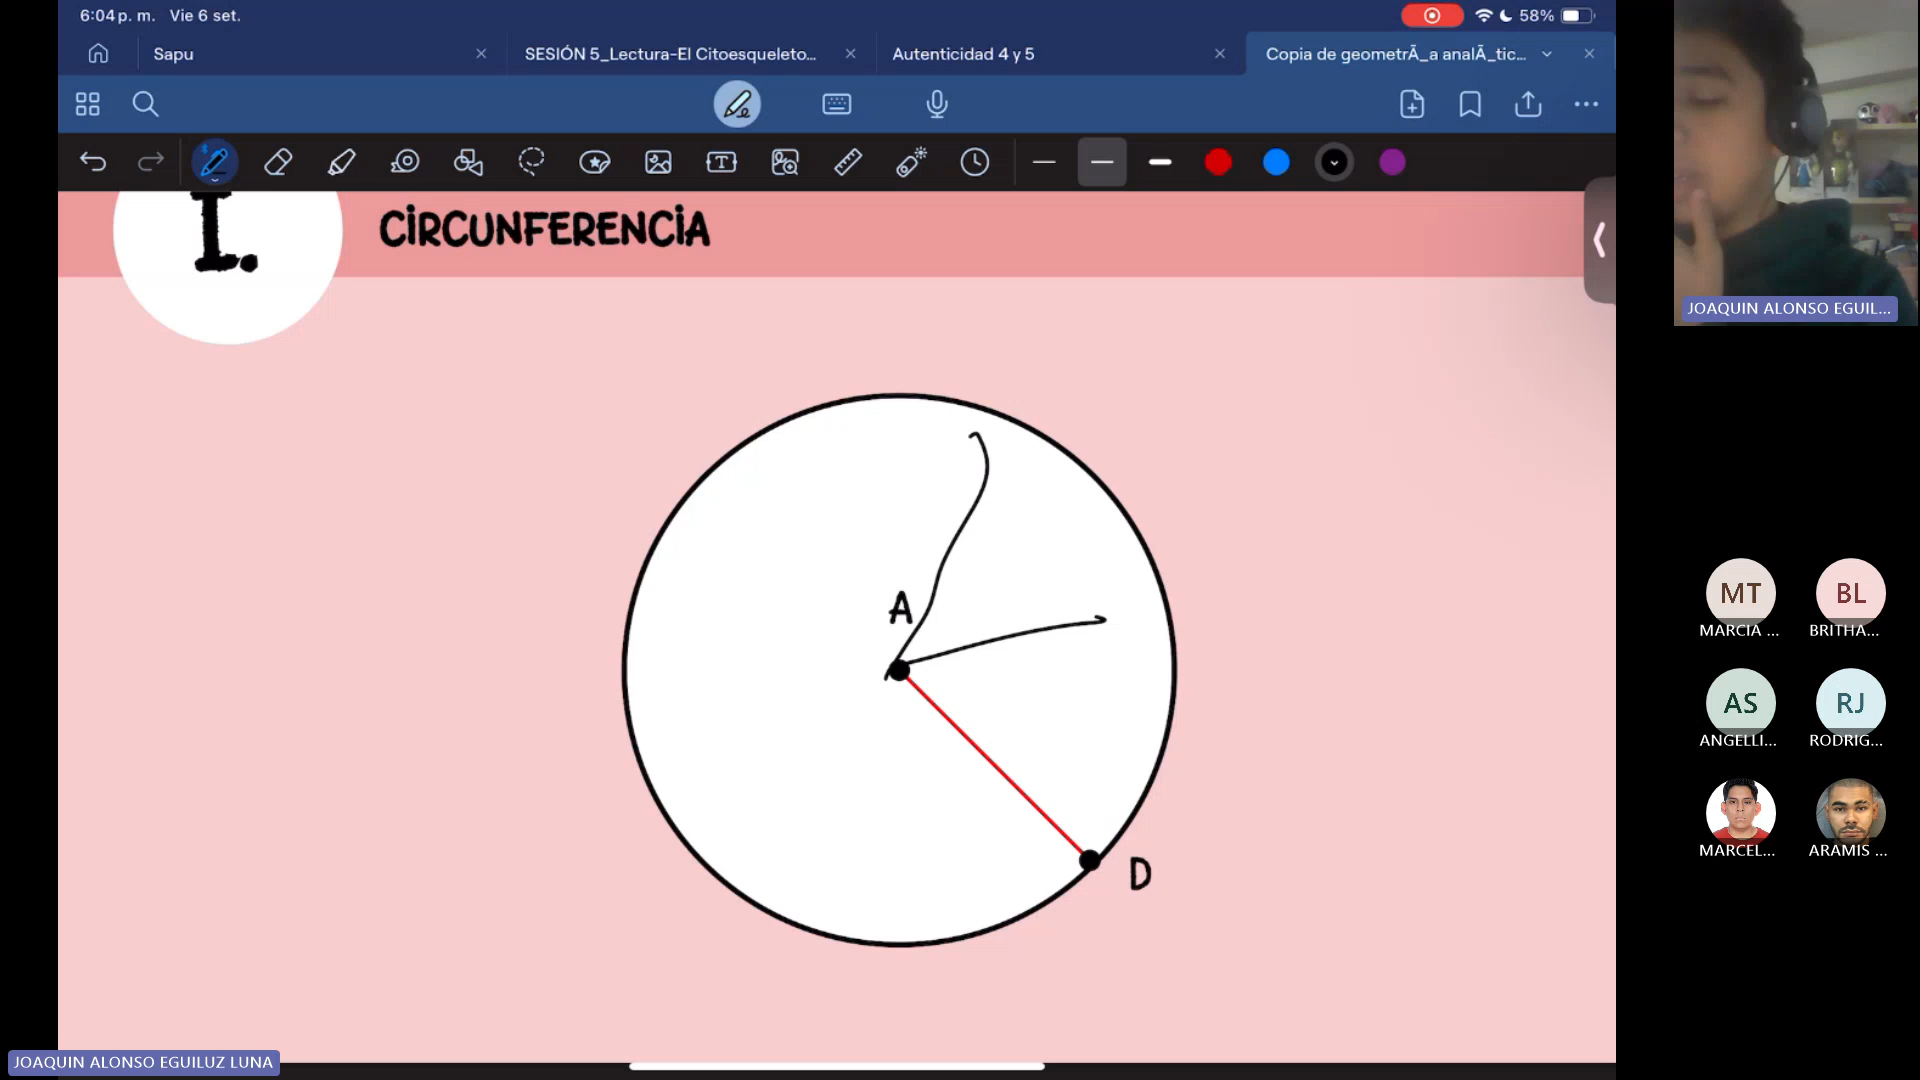 6:04 p. m. Vie 6 set.
58%
Sapu
SESIÓN 5_Lectura-El Citoesqueleto...
Autenticidad 4 y 5
Copia de geometrÃ_a analÃ_tic...
I.
CIRCUNFERENCIA
A
D
JOAQUIN ALONSO EGUIL...
MT
BL
MARCIA ...
BRITHA...
AS
RJ
ANGELLI...
RODRIG...
MARCEL...
ARAMIS ...
JOAQUIN ALONSO EGUILUZ LUNA